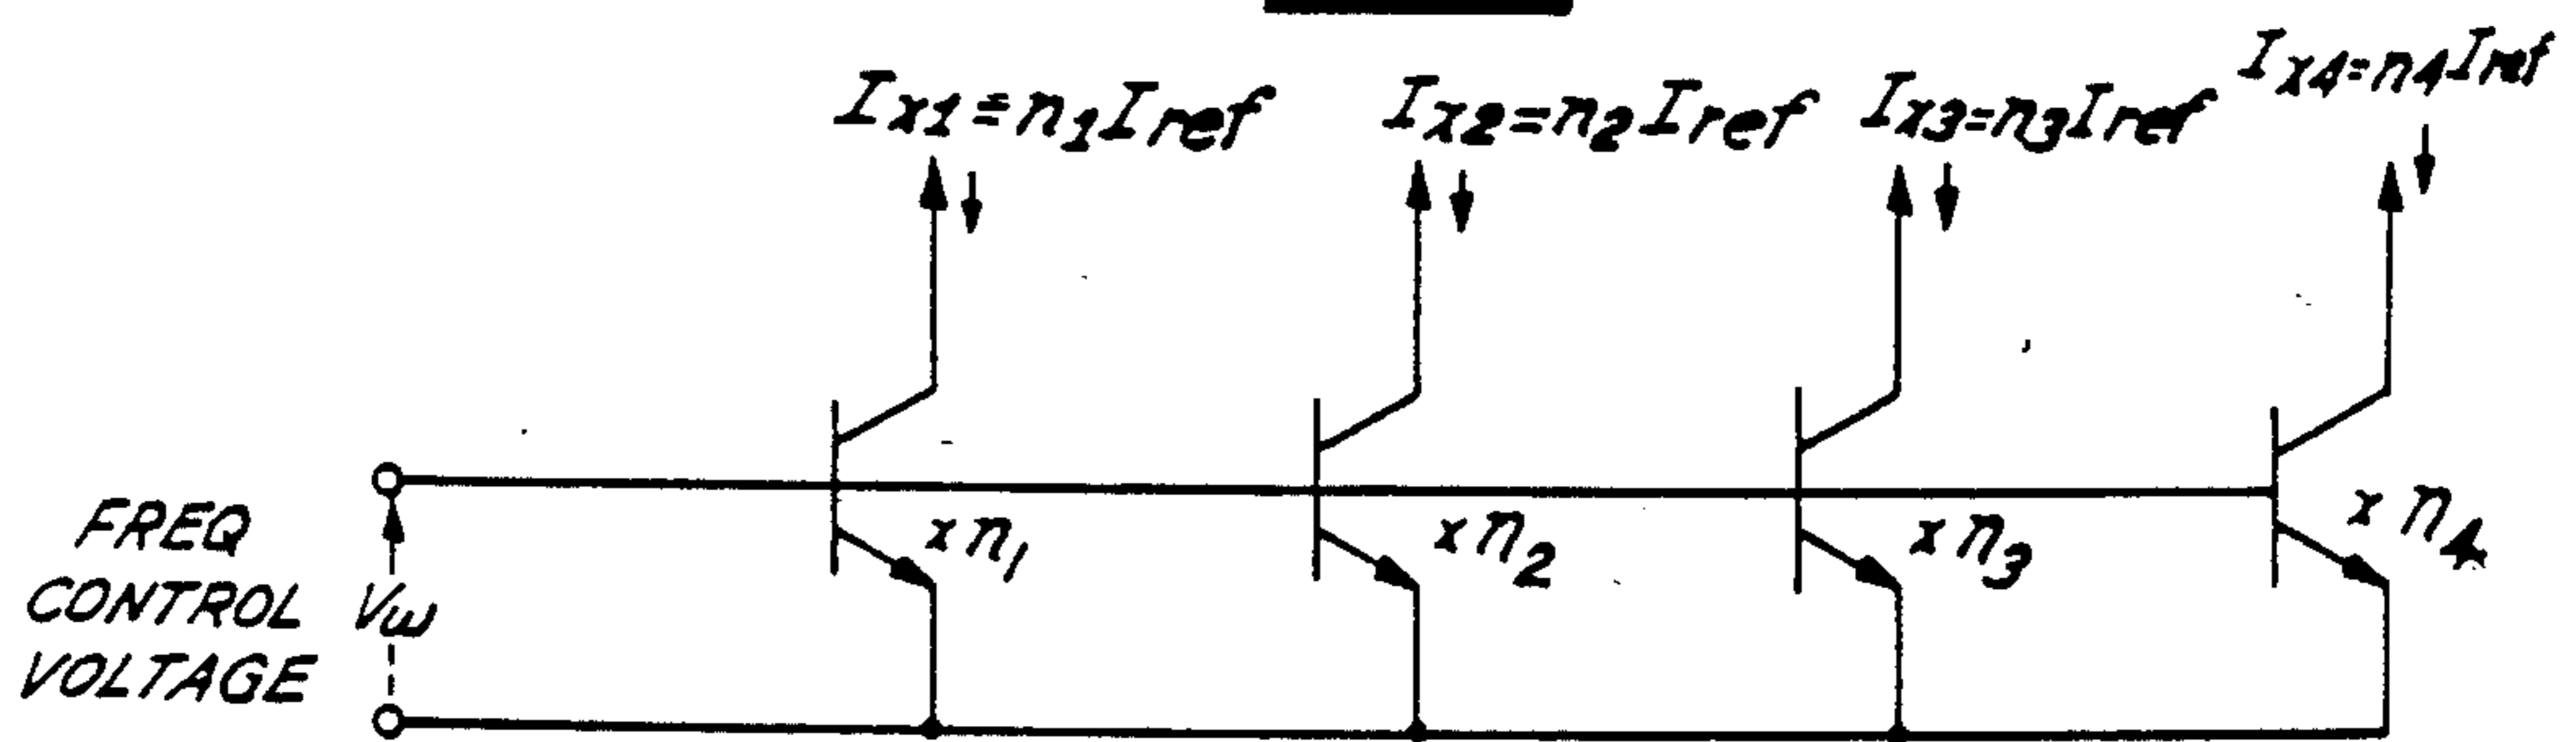 Ix1=n1Iref
Ix2=n2Iref
Ix3=n3Iref
Ix4=n4Iref
xn1
xn2
xn3
xn4
FREQ
CONTROL
VOLTAGE
Vω